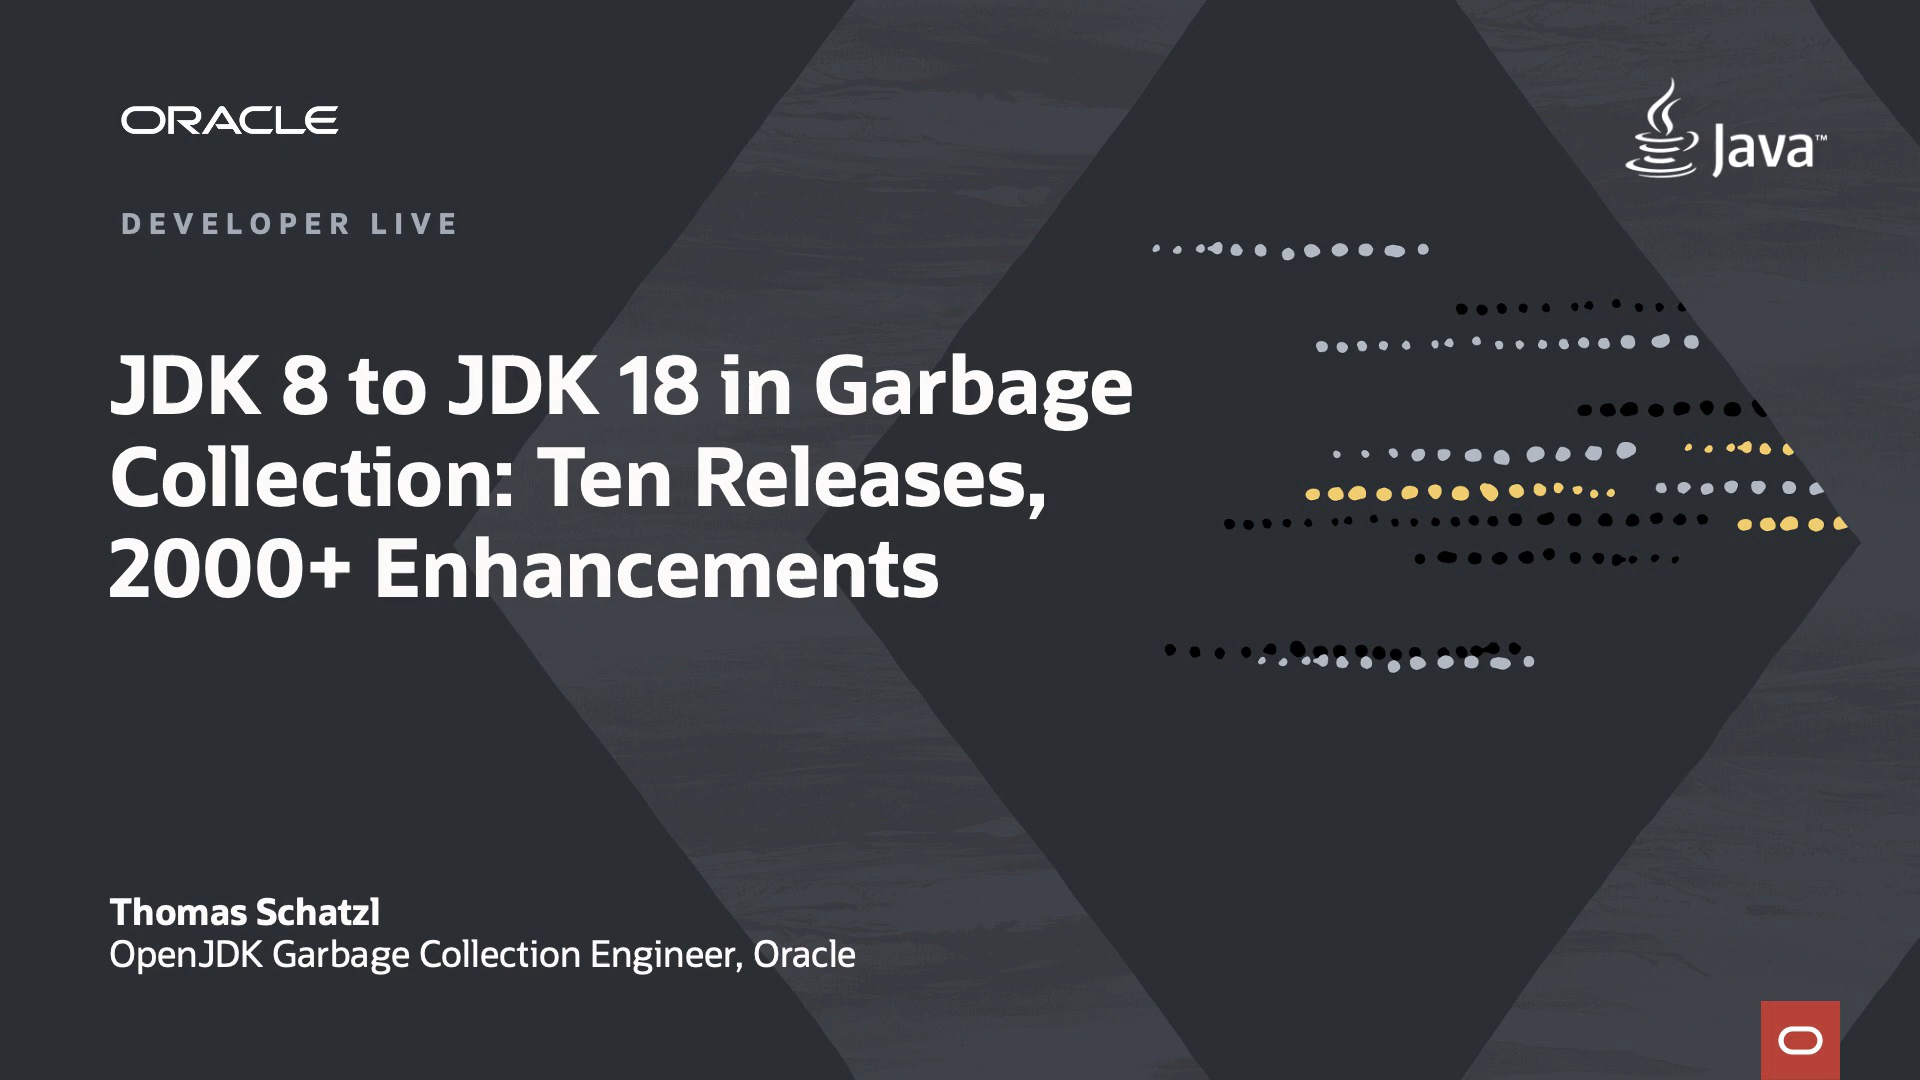 ORACLE
Java™
DEVELOPER LIVE
JDK 8 to JDK 18 in Garbage
Collection: Ten Releases,
2000+ Enhancements
Thomas Schatzl
OpenJDK Garbage Collection Engineer, Oracle